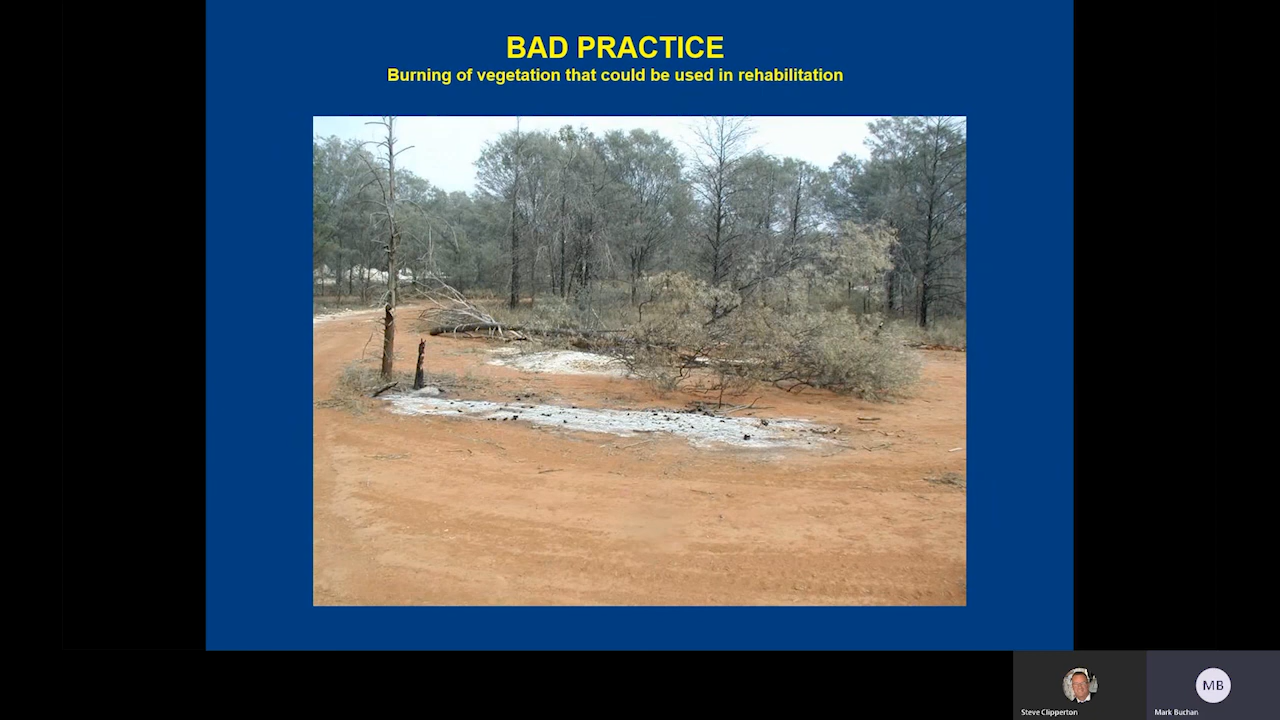 BAD PRACTICE
Burning of vegetation that could be used in rehabilitation
MB
Steve Clipperton
Mark Buchan